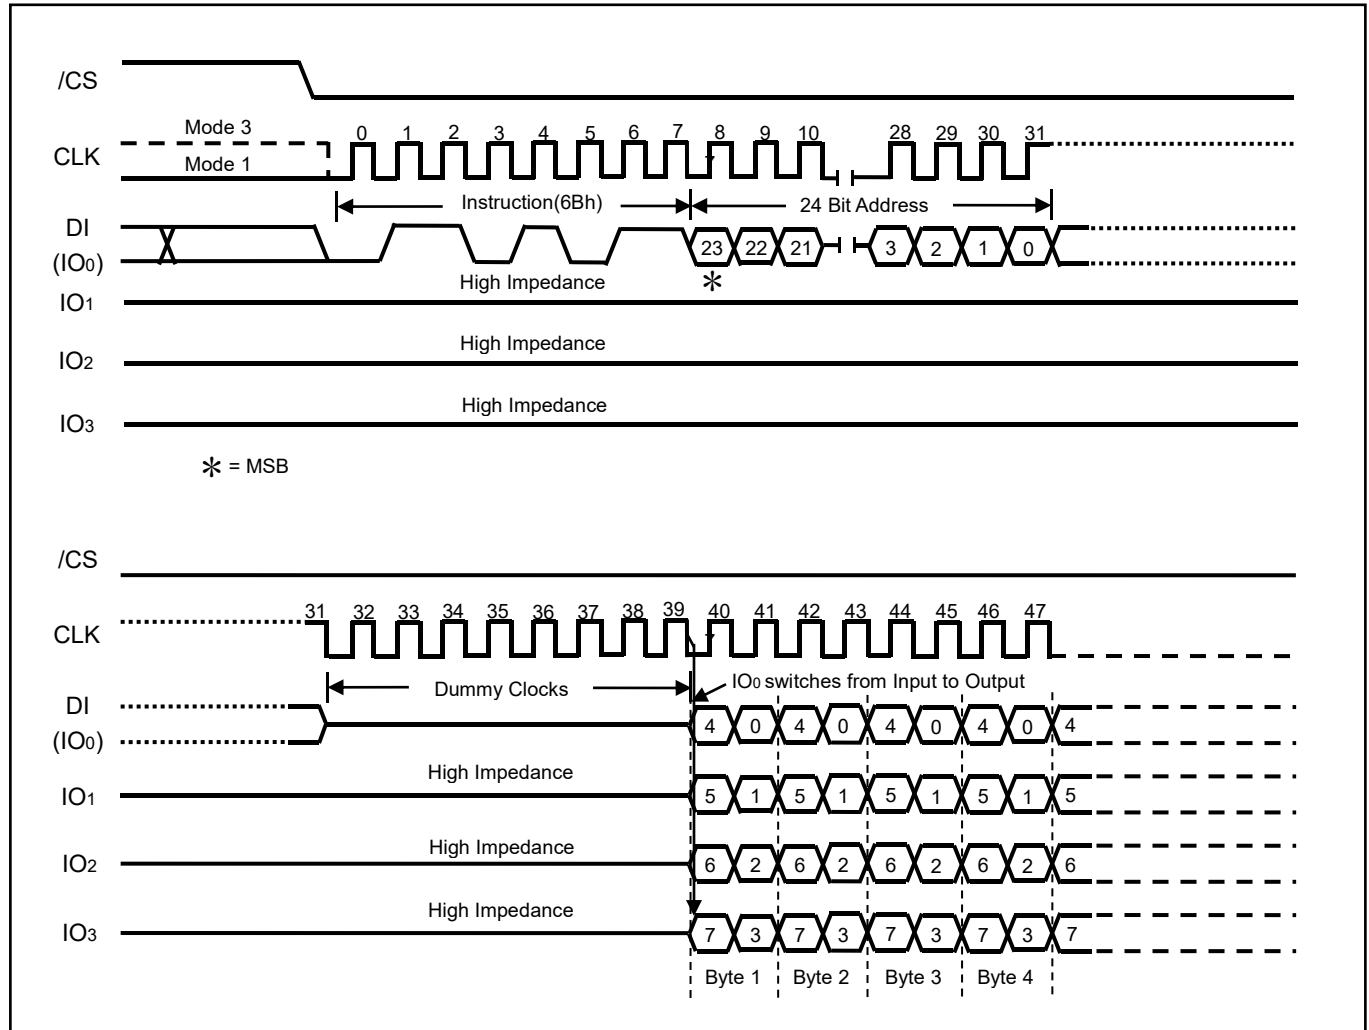 /CS
Mode 3
0 1 2 3 4 5 6 7 8 9 10 28 29 30 31
CLK
7
Mode 1
Instruction(6Bh)
24 Bit Address
DI
(IO0)
23 22 21 3 2 1 0
High Impedance
*
IO1
High Impedance
IO2
High Impedance
IO3
* = MSB
/CS
31 32 33 34 35 36 37 38 39 40 41 42 43 44 45 46 47
CLK
7
Dummy Clocks
IO0 switches from Input to Output
DI
(IO0)
4 0 4 0 4 0 4 0 4
High Impedance
IO1
5 1 5 1 5 1 5 1 5
High Impedance
IO2
6 2 6 2 6 2 6 2 6
High Impedance
IO3
7 3 7 3 7 3 7 3 7
Byte 1 Byte 2 Byte 3 Byte 4